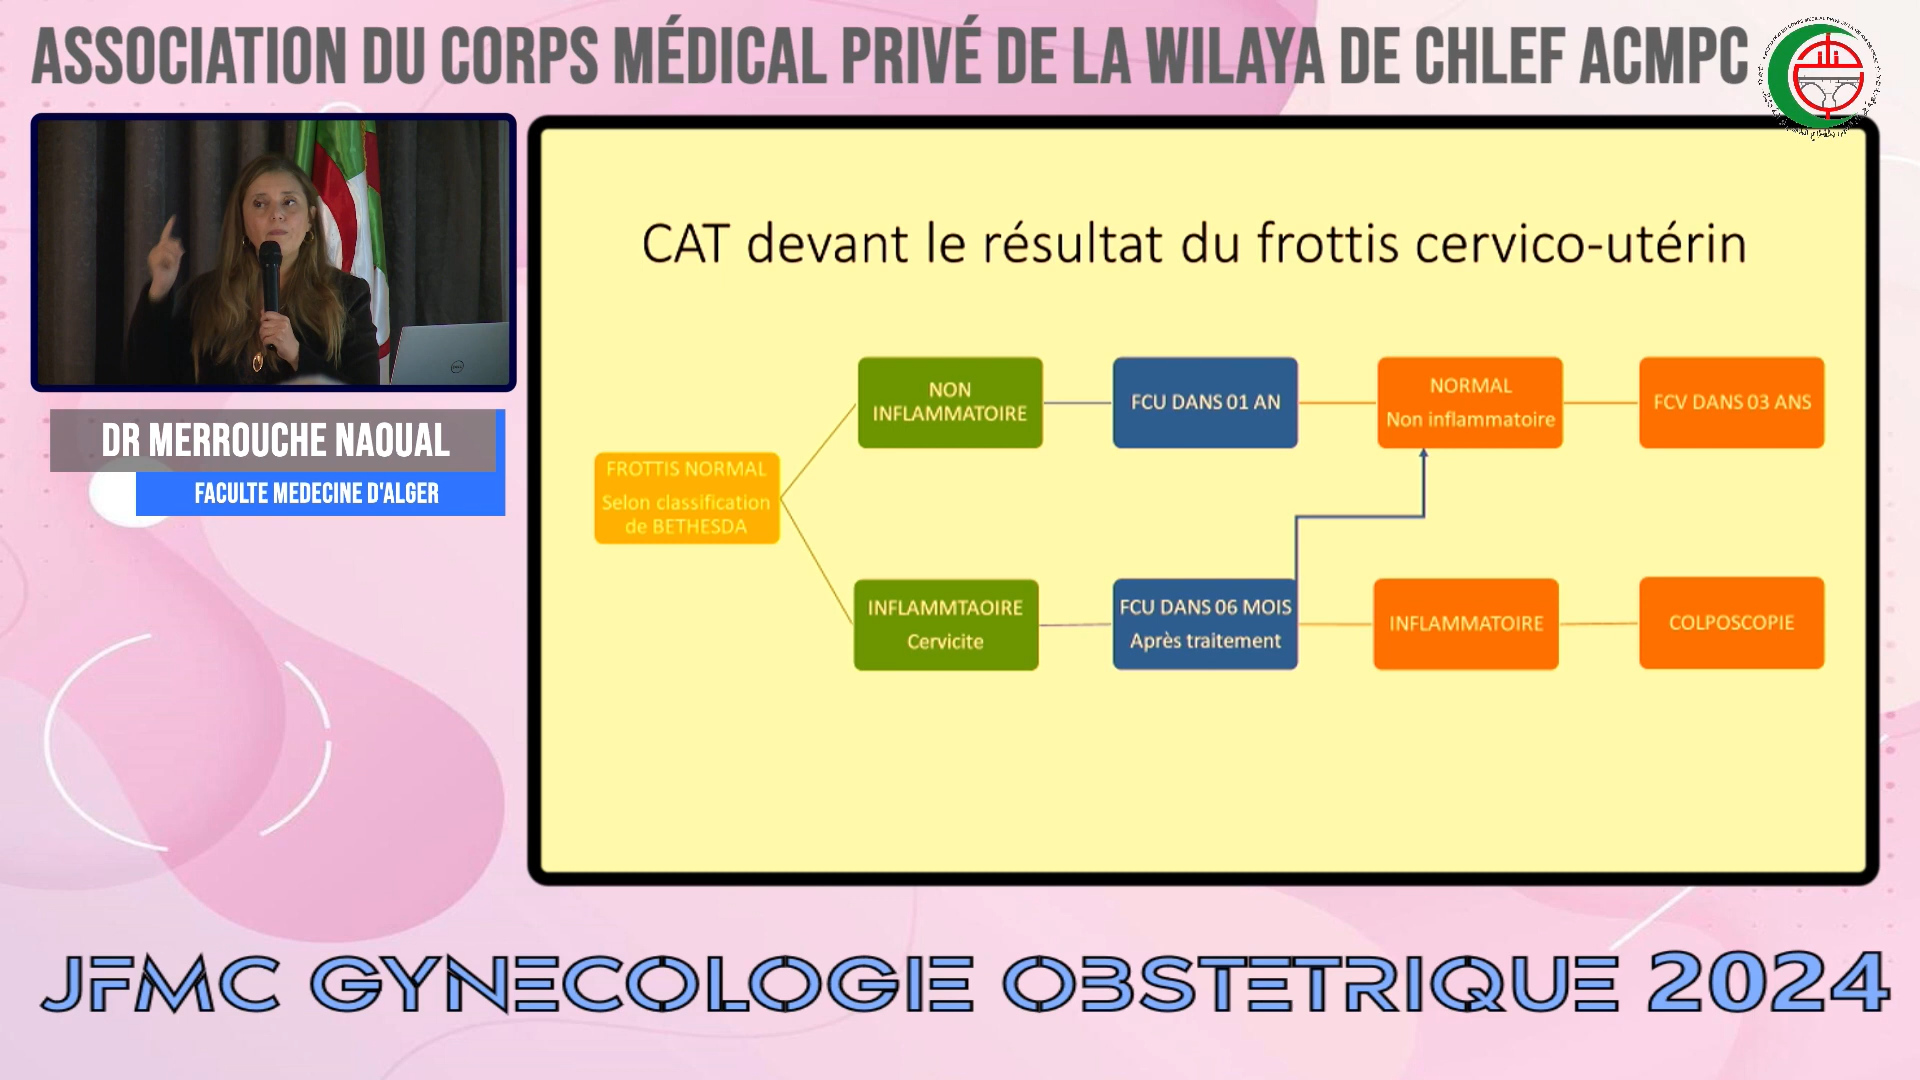 ASSOCIATION DU CORPS MÉDICAL PRIVÉ DE LA WILAYA DE CHLEF ACMPC
DR MERROUCHE NAOUAL
FACULTE MEDECINE D'ALGER
CAT devant le résultat du frottis cervico-utérin
FROTTIS NORMAL
Selon classification
de BETHESDA
NON
INFLAMMATOIRE
FCU DANS 01 AN
NORMAL
Non inflammatoire
FCV DANS 03 ANS
INFLAMMTAOIRE
Cervicite
FCU DANS 06 MOIS
Après traitement
INFLAMMATOIRE
COLPOSCOPIE
JFMC GYNECOLOGIE OBSTETRIQUE 2024